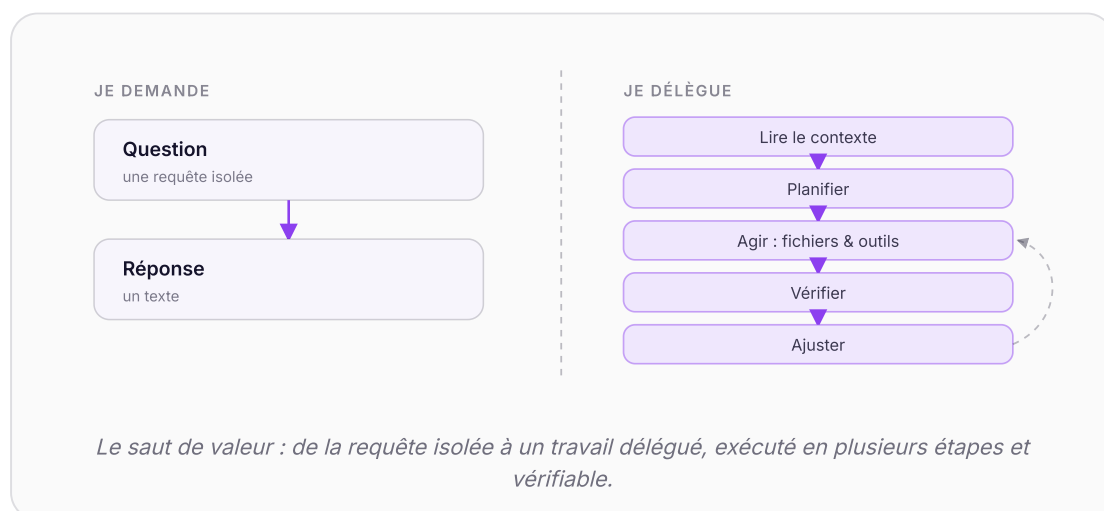 JE DEMANDE
Question
une requête isolée
Réponse
un texte
JE DÉLÈGUE
Lire le contexte
Planifier
Agir : fichiers & outils
Vérifier
Ajuster
Le saut de valeur : de la requête isolée à un travail délégué, exécuté en plusieurs étapes et
vérifiable.